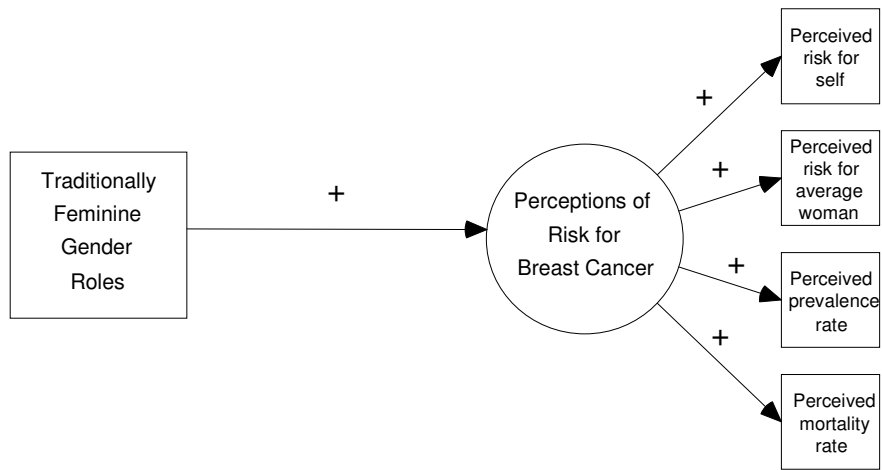 Traditionally
Feminine
Gender
Roles
+
Perceptions of
Risk for
Breast Cancer
+
Perceived
risk for
self
+
Perceived
risk for
average
woman
+
Perceived
prevalence
rate
+
Perceived
mortality
rate